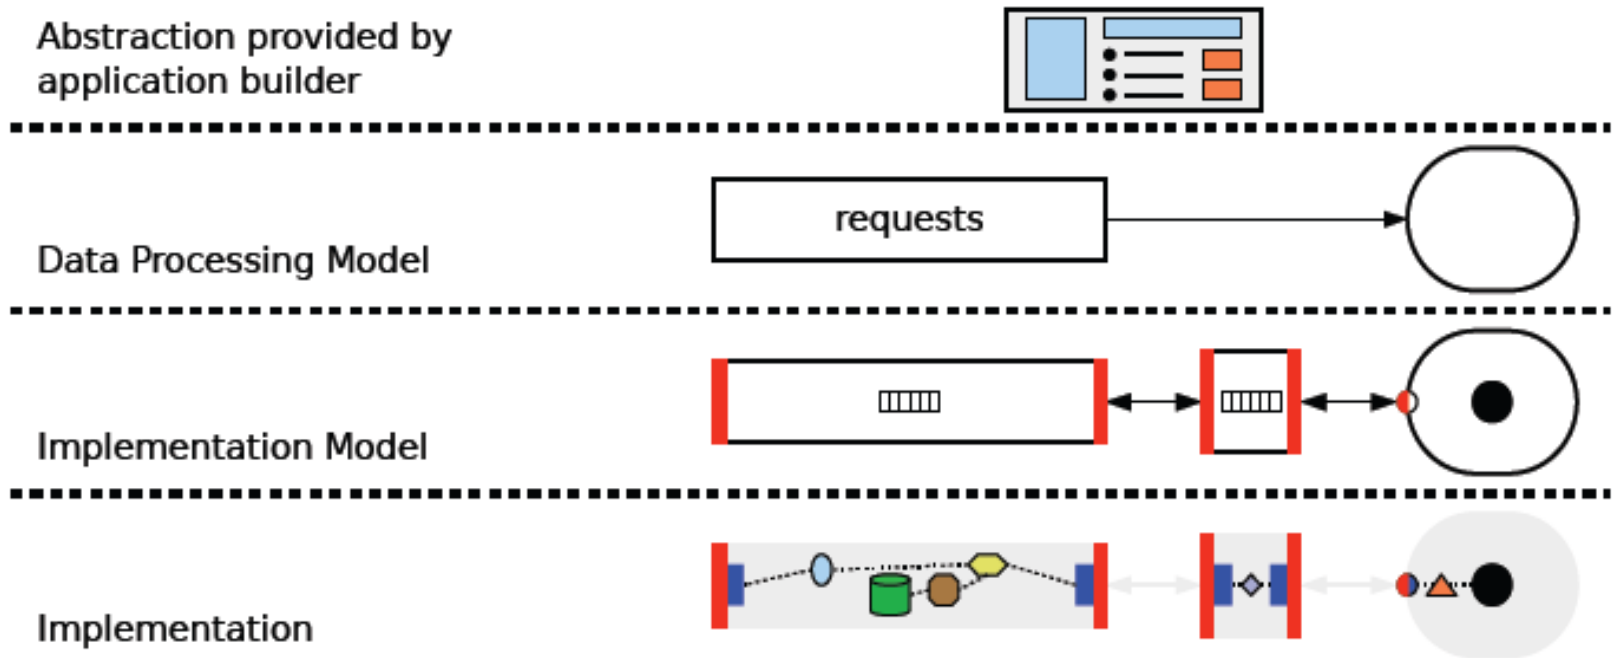 Abstraction provided by
application builder
requests
Data Processing Model
Implementation Model
Implementation